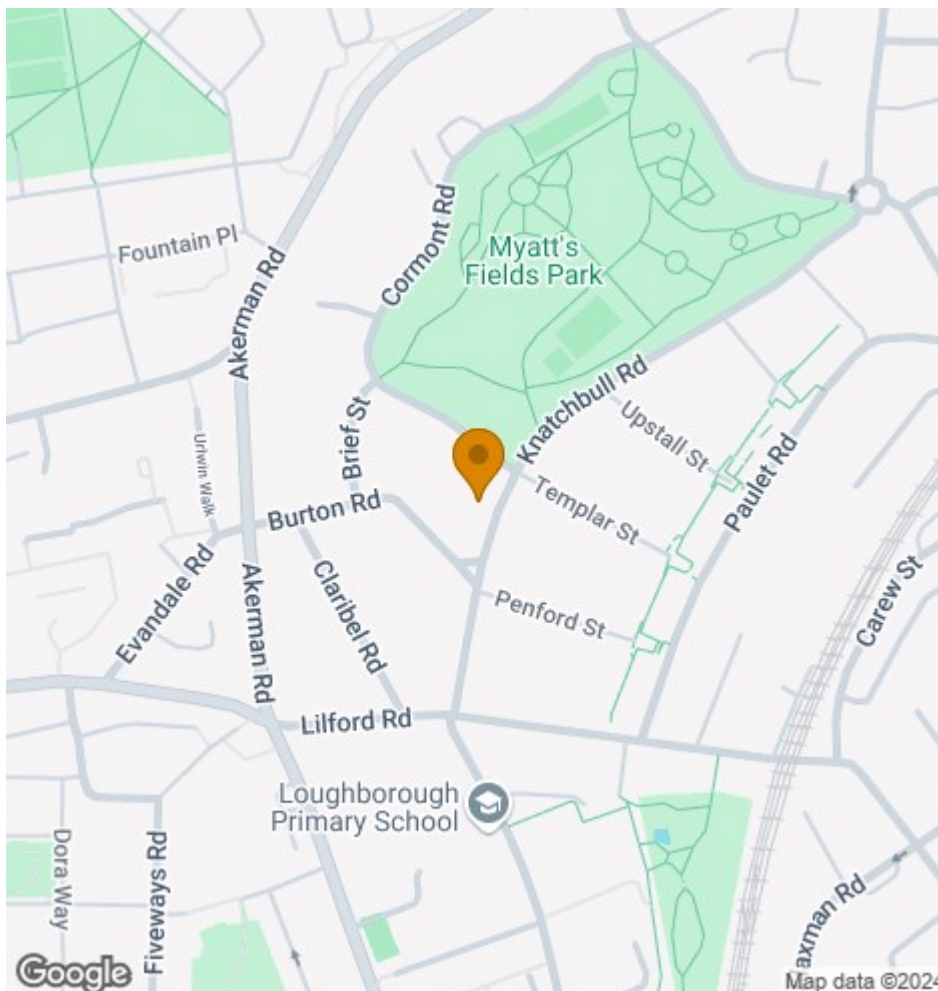 Fountain Pl
Cormont Rd
Myatt's
Fields Park
Akerman Rd
Knatchbull Rd
Upstall St
Brief St
Urlwin Walk
Burton Rd
Templar St
Paulet Rd
Evandale Rd
Claribel Rd
Akerman Rd
Penford St
Carew St
Lilford Rd
Loughborough
Primary School
Dora Way
Fiveways Rd
Rd
Google
Map data ©2024